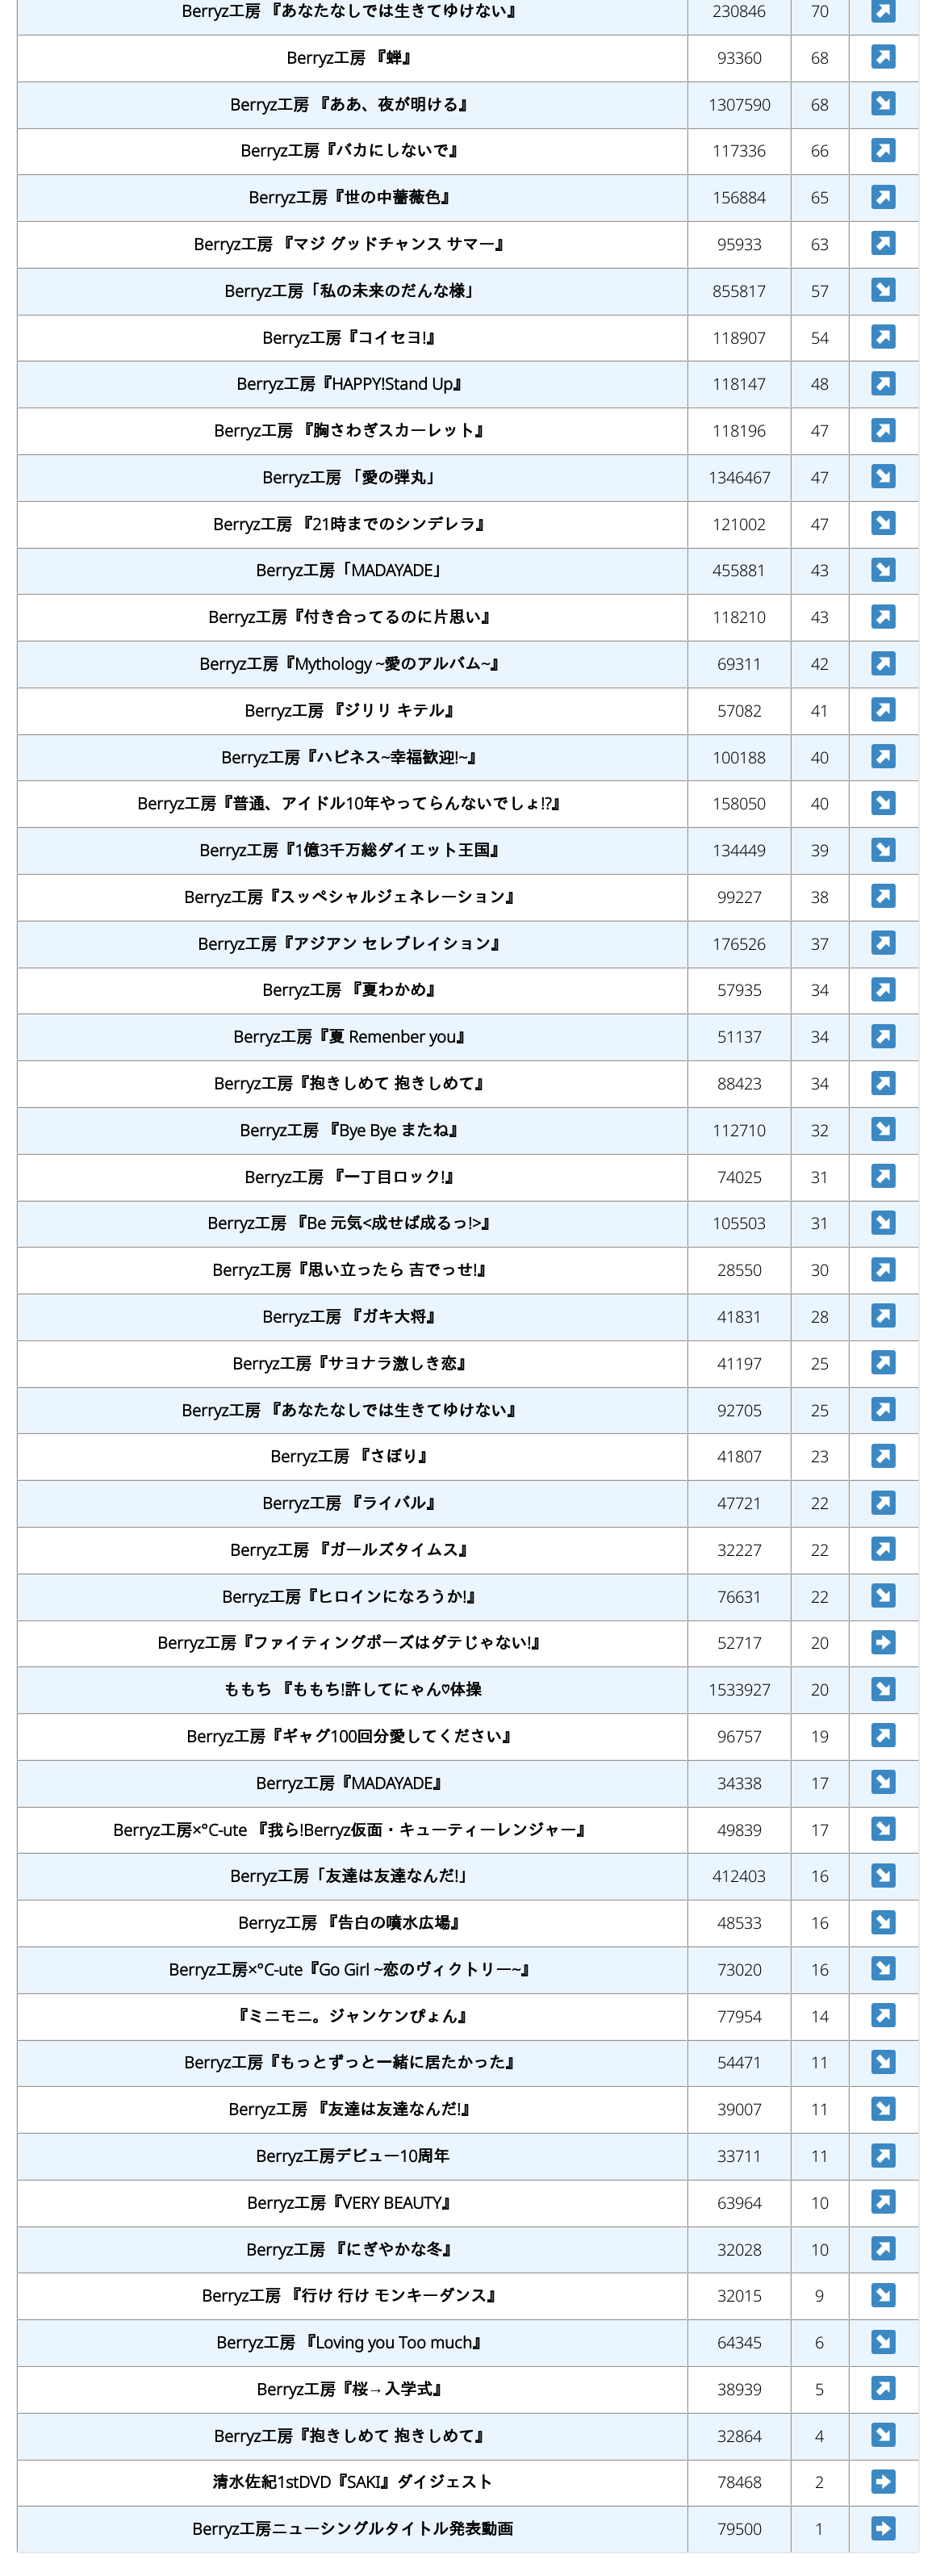 Berryz工房 『あなたなしでは生きてゆけない』 230846 70
Berryz工房 『蝉』 93360 68
Berryz工房 『ああ、夜が明ける』 1307590 68
Berryz工房『バカにしないで』 117336 66
Berryz工房『世の中薔薇色』 156884 65
Berryz工房 『マジ グッドチャンス サマー』 95933 63
Berryz工房「私の未来のだんな様」 855817 57
Berryz工房『コイセヨ!』 118907 54
Berryz工房『HAPPY!Stand Up』 118147 48
Berryz工房 『胸さわぎスカーレット』 118196 47
Berryz工房 「愛の弾丸」 1346467 47
Berryz工房 『21時までのシンデレラ』 121002 47
Berryz工房「MADAYADE」 455881 43
Berryz工房『付き合ってるのに片思い』 118210 43
Berryz工房『Mythology ~愛のアルバム~』 69311 42
Berryz工房 『ジリリ キテル』 57082 41
Berryz工房『ハピネス~幸福歓迎!~』 100188 40
Berryz工房『普通、アイドル10年やってらんないでしょ!?』 158050 40
Berryz工房『1億3千万総ダイエット王国』 134449 39
Berryz工房『スッペシャルジェネレーション』 99227 38
Berryz工房『アジアン セレブレイション』 176526 37
Berryz工房 『夏わかめ』 57935 34
Berryz工房『夏 Remenber you』 51137 34
Berryz工房『抱きしめて 抱きしめて』 88423 34
Berryz工房 『Bye Bye またね』 112710 32
Berryz工房 『一丁目ロック!』 74025 31
Berryz工房 『Be 元気<成せば成るっ!>』 105503 31
Berryz工房『思い立ったら 吉でっせ!』 28550 30
Berryz工房 『ガキ大将』 41831 28
Berryz工房『サヨナラ激しき恋』 41197 25
Berryz工房 『あなたなしでは生きてゆけない』 92705 25
Berryz工房 『さぼり』 41807 23
Berryz工房 『ライバル』 47721 22
Berryz工房 『ガールズタイムス』 32227 22
Berryz工房『ヒロインになろうか!』 76631 22
Berryz工房『ファイティングポーズはダテじゃない!』 52717 20
ももち 『ももち!許してにゃん♡体操 1533927 20
Berryz工房『ギャグ100回分愛してください』 96757 19
Berryz工房『MADAYADE』 34338 17
Berryz工房×°C-ute 『我ら!Berryz仮面・キューティーレンジャー』 49839 17
Berryz工房「友達は友達なんだ!」 412403 16
Berryz工房 『告白の噴水広場』 48533 16
Berryz工房×°C-ute『Go Girl ~恋のヴィクトリー~』 73020 16
『ミニモニ。ジャンケンぴょん』 77954 14
Berryz工房『もっとずっと一緒に居たかった』 54471 11
Berryz工房 『友達は友達なんだ!』 39007 11
Berryz工房デビュー10周年 33711 11
Berryz工房『VERY BEAUTY』 63964 10
Berryz工房 『にぎやかな冬』 32028 10
Berryz工房 『行け 行け モンキーダンス』 32015 9
Berryz工房 『Loving you Too much』 64345 6
Berryz工房『桜→入学式』 38939 5
Berryz工房『抱きしめて 抱きしめて』 32864 4
清水佐紀1stDVD『SAKI』ダイジェスト 78468 2
Berryz工房ニューシングルタイトル発表動画 79500 1